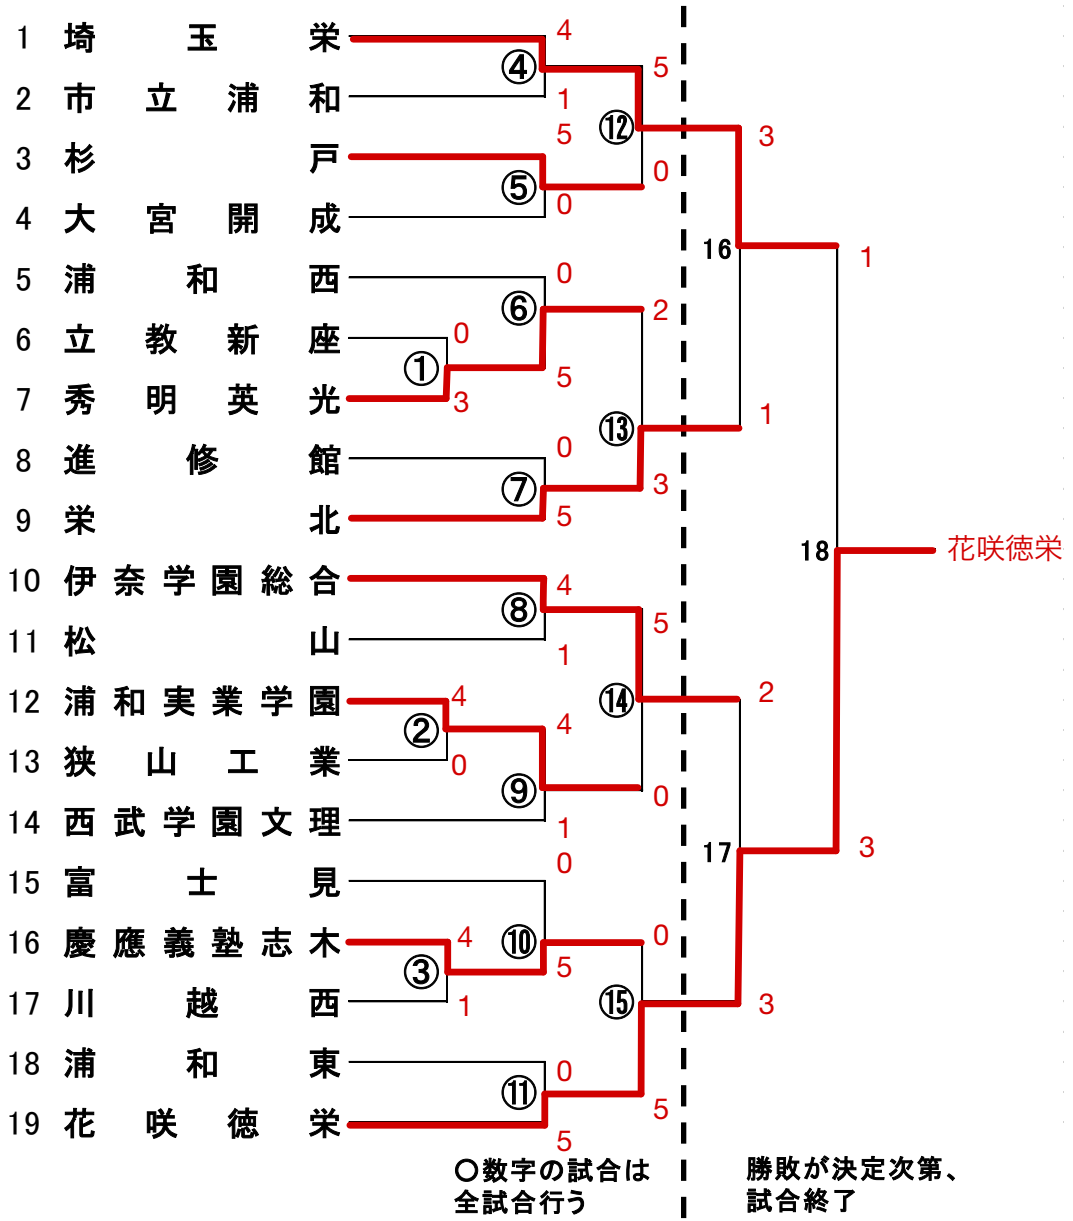 1 埼玉栄
2 市立浦和
3 杉戸
4 大宮開成
5 浦和西
6 立教新座
7 秀明英光
8 進修館
9 栄北
10 伊奈学園総合
11 松山
12 浦和実業学園
13 狭山工業
14 西武学園文理
15 富士見
16 慶應義塾志木
17 川越西
18 浦和東
19 花咲徳栄
①
0
3
②
4
0
③
4
1
④
4
1
⑤
5
0
⑥
0
5
⑦
0
5
⑧
4
1
⑨
4
1
⑩
0
5
⑪
0
5
⑫
5
0
⑬
2
3
⑭
5
0
⑮
0
5
16
3
1
17
2
3
18
1
3
花咲徳栄
〇数字の試合は
全試合行う
勝敗が決定次第、
試合終了